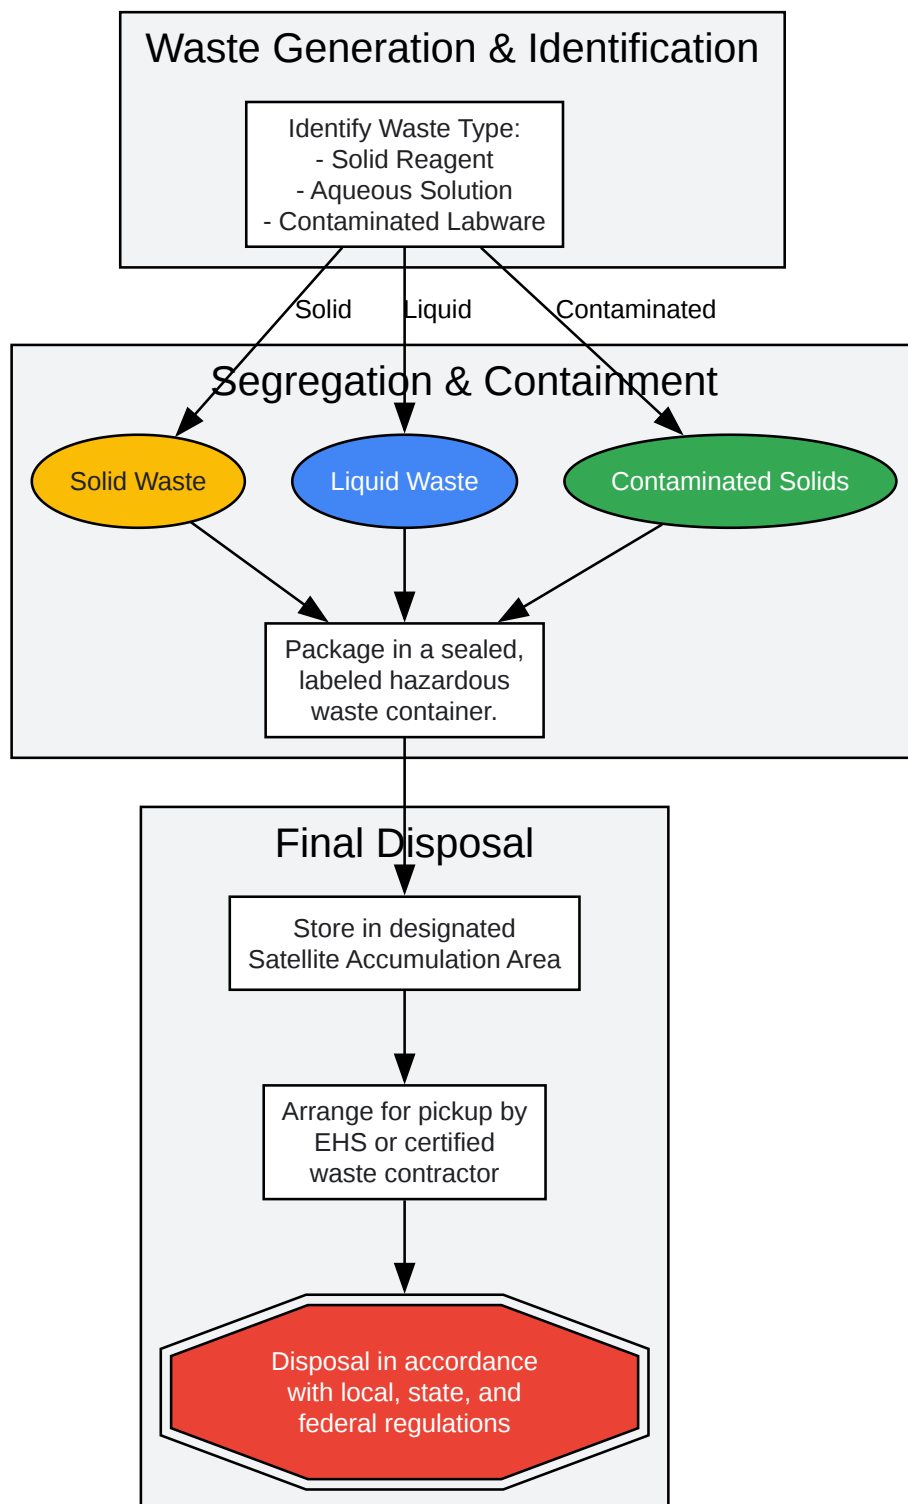 Waste Generation & Identification
Identify Waste Type:
- Solid Reagent
- Aqueous Solution
- Contaminated Labware
Solid
Liquid
Contaminated
Segregation & Containment
Solid Waste
Liquid Waste
Contaminated Solids
Package in a sealed,
labeled hazardous
waste container.
Final Disposal
Store in designated
Satellite Accumulation Area
Arrange for pickup by
EHS or certified
waste contractor
Disposal in accordance
with local, state, and
federal regulations